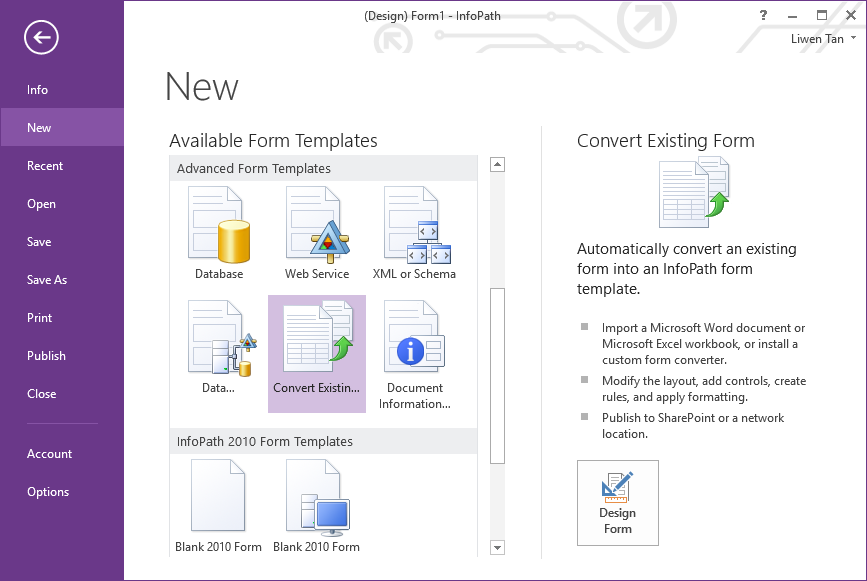 (Design) Form1 - InfoPath
?
Liwen Tan
Info
New
Recent
Open
Save
Save As
Print
Publish
Close
Account
Options
New
Available Form Templates
Advanced Form Templates
Database
Web Service
XML or Schema
Data...
Convert Existin...
Document
Information...
InfoPath 2010 Form Templates
Blank 2010 Form
Blank 2010 Form
Convert Existing Form
Automatically convert an existing
form into an InfoPath form
template.
Import a Microsoft Word document or
Microsoft Excel workbook, or install a
custom form converter.
Modify the layout, add controls, create
rules, and apply formatting.
Publish to SharePoint or a network
location.
Design
Form